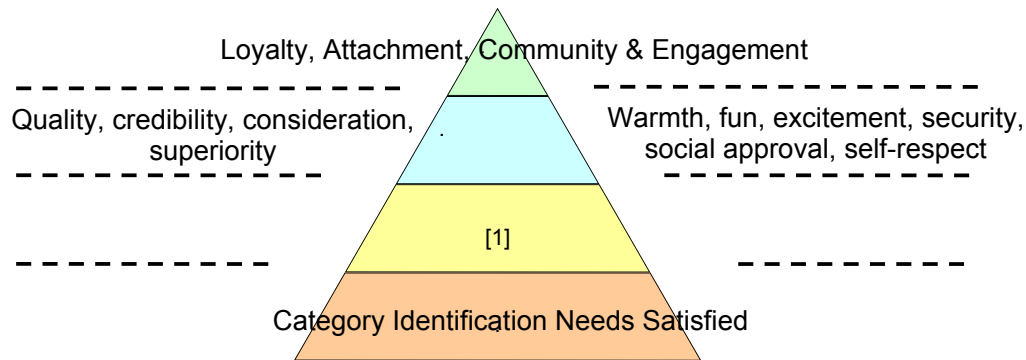 Loyalty, Attachment, Community & Engagement
Quality, credibility, consideration,
superiority
Warmth, fun, excitement, security,
social approval, self-respect
[1]
Category Identification Needs Satisfied